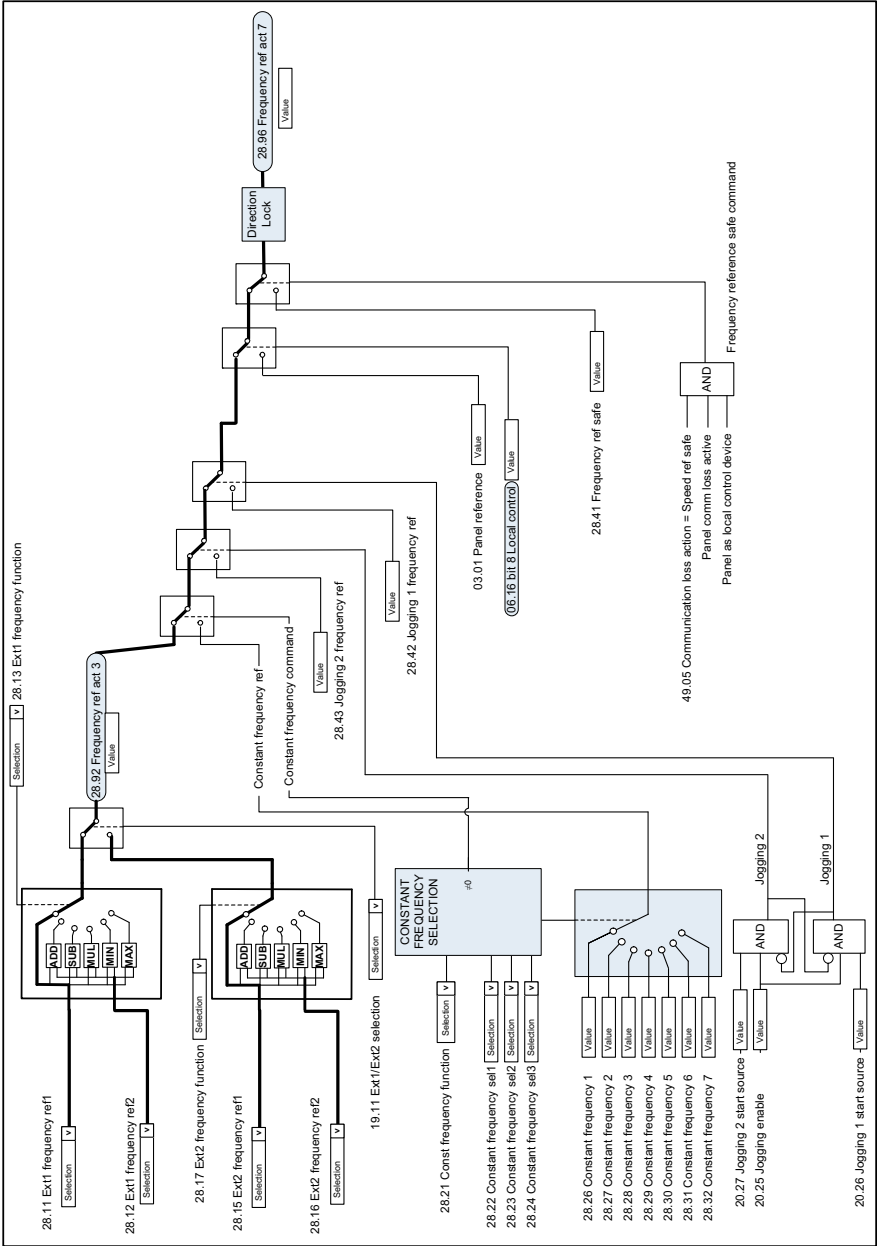 28.11 Ext1 frequency ref1
Selection v
28.12 Ext1 frequency ref2
Selection v
ADD
SUB
MUL
MIN
MAX
Selection v 28.13 Ext1 frequency function
28.17 Ext2 frequency function Selection v
28.15 Ext2 frequency ref1
Selection v
28.16 Ext2 frequency ref2
Selection v
ADD
SUB
MUL
MIN
MAX
19.11 Ext1/Ext2 selection Selection v
28.92 Frequency ref act 3
Value
28.21 Const frequency function Selection v
28.22 Constant frequency sel1 Selection v
28.23 Constant frequency sel2 Selection v
28.24 Constant frequency sel3 Selection v
CONSTANT
FREQUENCY
SELECTION
≠0
Constant frequency ref
Constant frequency command
28.26 Constant frequency 1 Value
28.27 Constant frequency 2 Value
28.28 Constant frequency 3 Value
28.29 Constant frequency 4 Value
28.30 Constant frequency 5 Value
28.31 Constant frequency 6 Value
28.32 Constant frequency 7 Value
20.27 Jogging 2 start source Value
20.25 Jogging enable Value
20.26 Jogging 1 start source Value
AND
AND
Jogging 2
Jogging 1
Value
28.43 Jogging 2 frequency ref
Value
28.42 Jogging 1 frequency ref
03.01 Panel reference Value
06.16 bit 8 Local control Value
28.41 Frequency ref safe Value
49.05 Communication loss action = Speed ref safe
Panel comm loss active
Panel as local control device
AND
Frequency reference safe command
Direction
Lock
28.96 Frequency ref act 7
Value